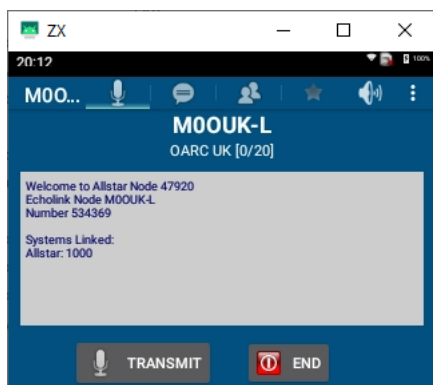 ZX
20:12
100%
M0O...
M0OUK-L
OARC UK [0/20]
Welcome to Allstar Node 47920
Echolink Node M0OUK-L
Number 534369
Systems Linked:
Allstar: 1000
TRANSMIT
END